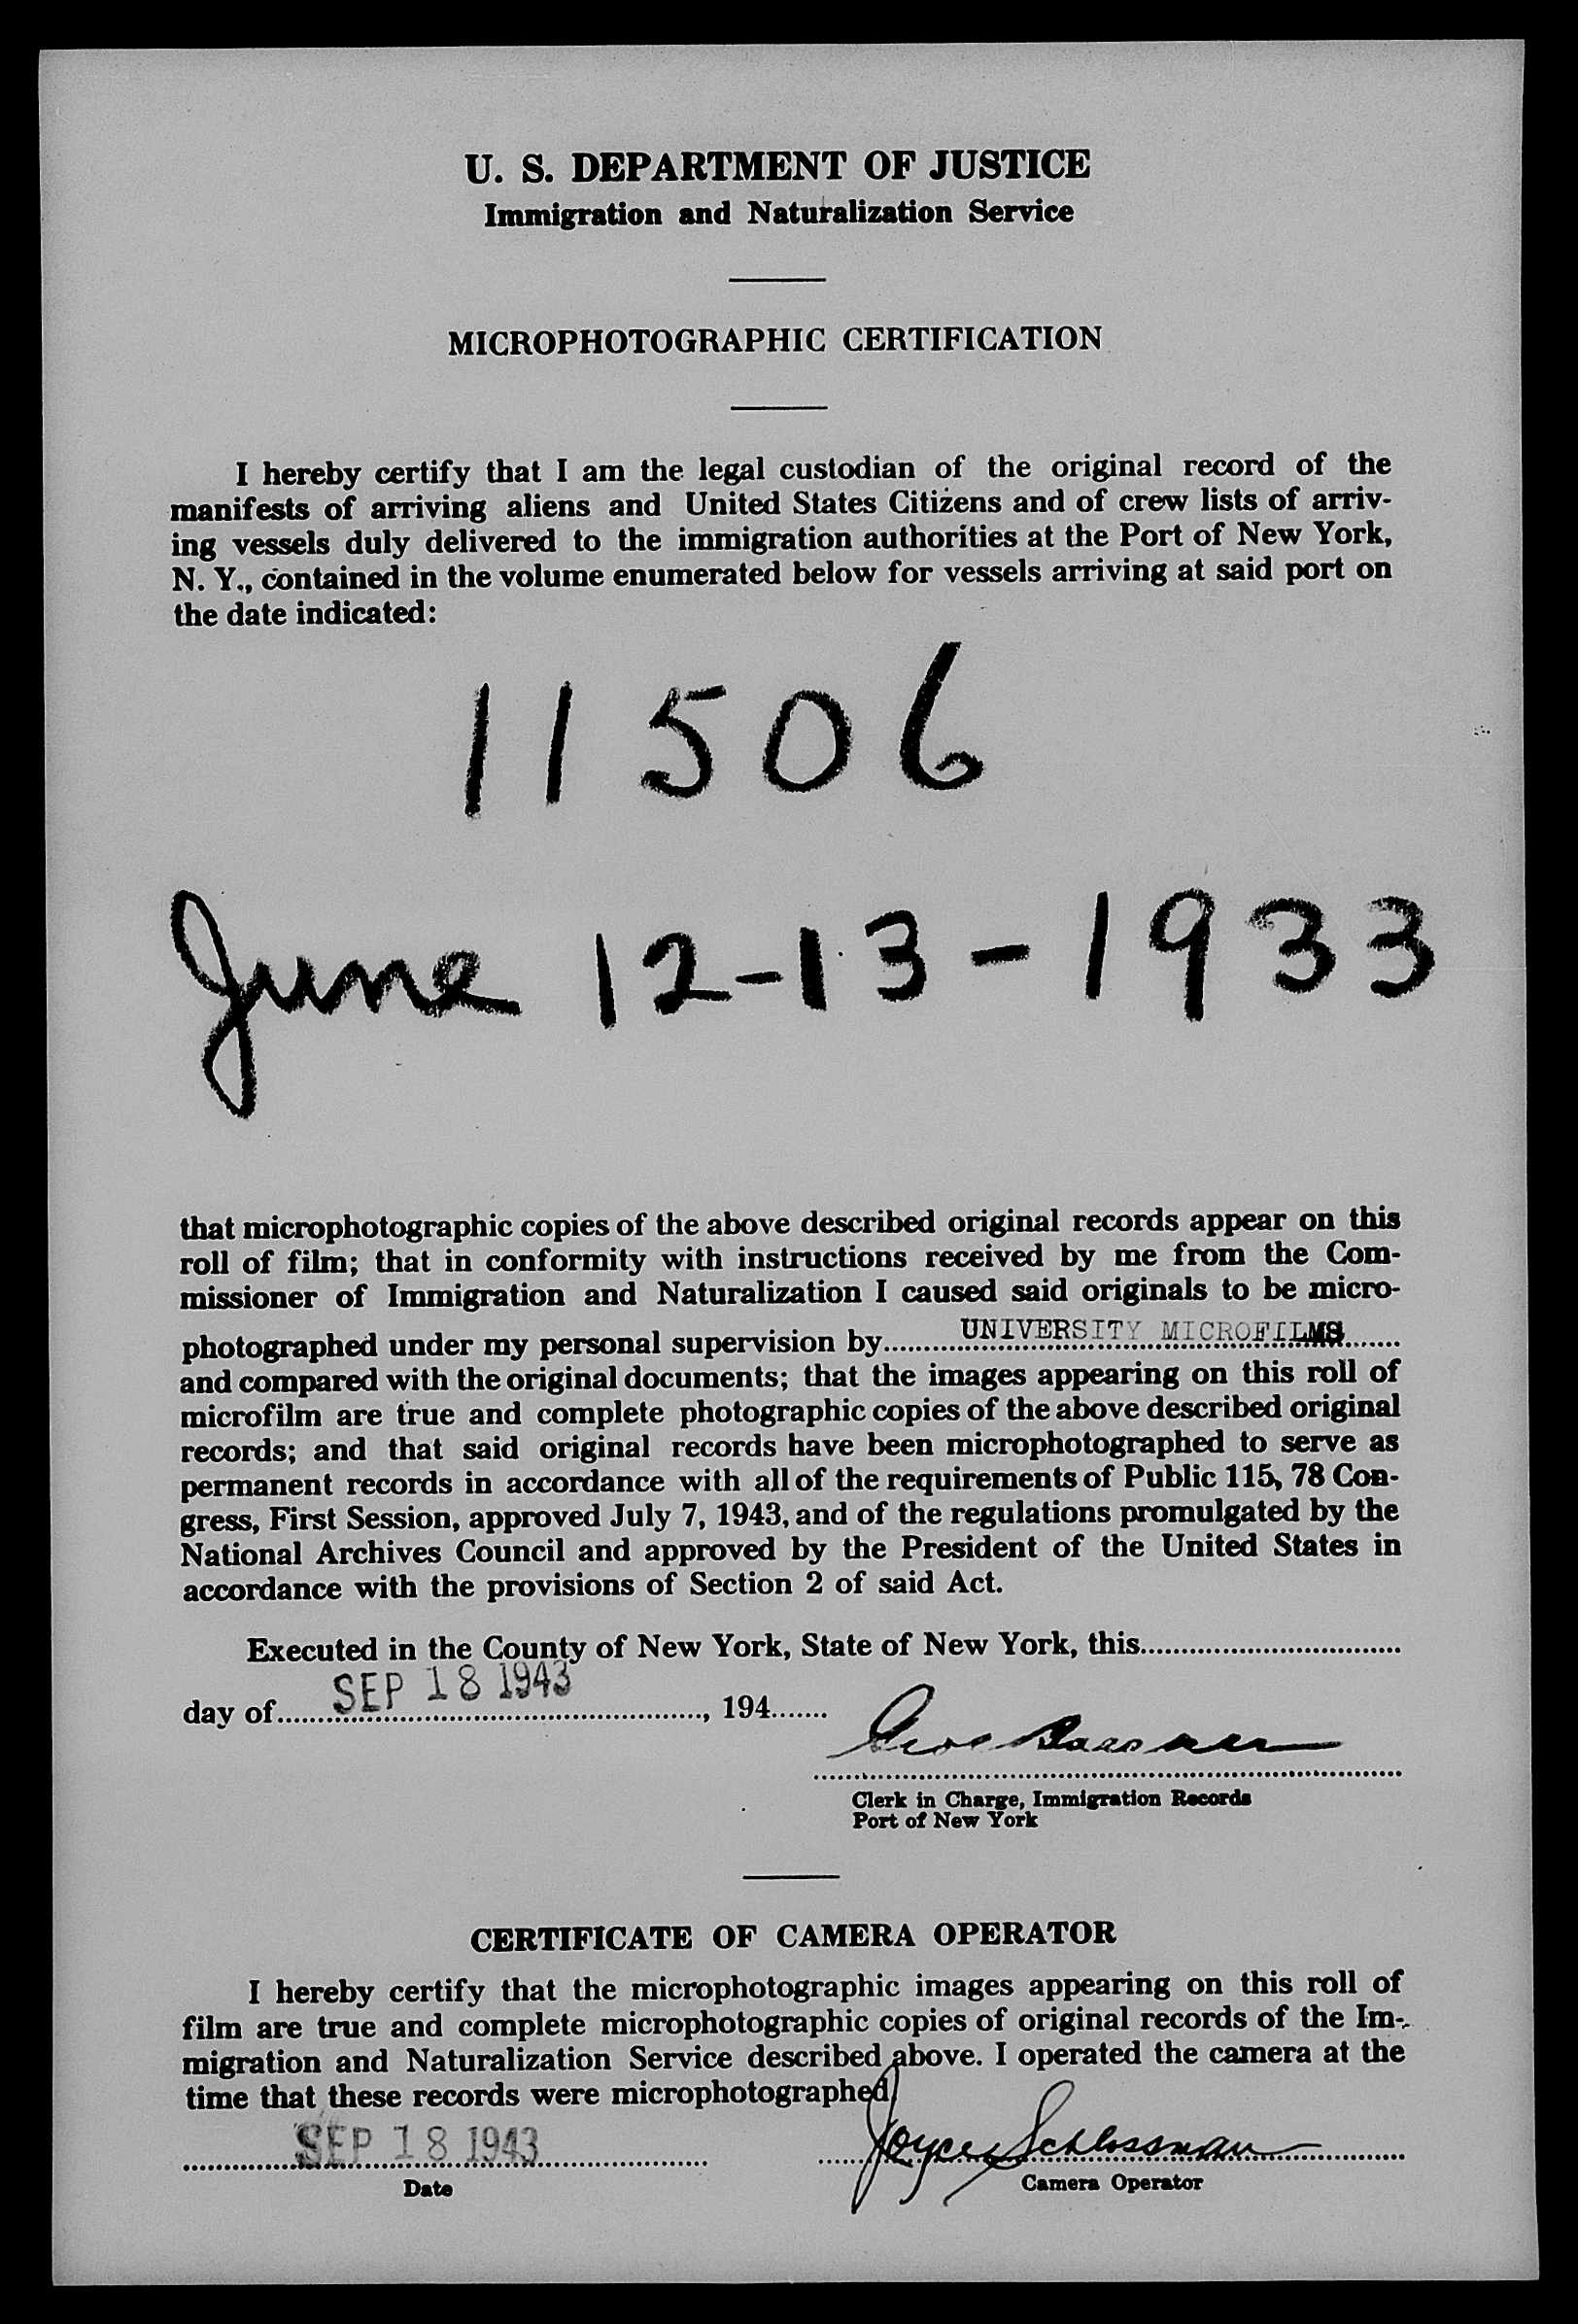 U. S. DEPARTMENT OF JUSTICE
Immigration and Naturalization Service
MICROPHOTOGRAPHIC CERTIFICATION
I hereby certify that I am the legal custodian of the original record of the
manifests of arriving aliens and United States Citizens and of crew lists of arriv-
ing vessels duly delivered to the immigration authorities at the Port of New York,
N. Y., contained in the volume enumerated below for vessels arriving at said port on
the date indicated:
11506
June 12-13-1933
that microphotographic copies of the above described original records appear on this
roll of film; that in conformity with instructions received by me from the Com-
missioner of Immigration and Naturalization I caused said originals to be micro-
photographed under my personal supervision by UNIVERSITY MICROFILMS
and compared with the original documents; that the images appearing on this roll of
microfilm are true and complete photographic copies of the above described original
records; and that said original records have been microphotographed to serve as
permanent records in accordance with all of the requirements of Public 115, 78 Con-
gress, First Session, approved July 7, 1943, and of the regulations promulgated by the
National Archives Council and approved by the President of the United States in
accordance with the provisions of Section 2 of said Act.
Executed in the County of New York, State of New York, this
day of SEP 18 1943, 194
Clerk in Charge, Immigration Records
Port of New York
CERTIFICATE OF CAMERA OPERATOR
I hereby certify that the microphotographic images appearing on this roll of
film are true and complete microphotographic copies of original records of the Im-
migration and Naturalization Service described above. I operated the camera at the
time that these records were microphotographed.
SEP 18 1943 Joyce Schlossman
Date Camera Operator